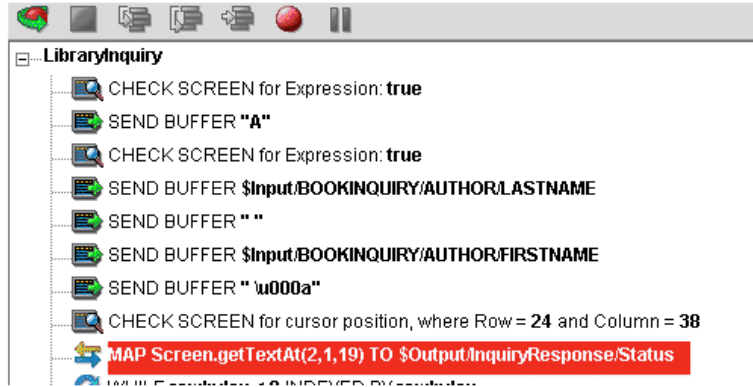 LibraryInquiry
CHECK SCREEN for Expression: true
SEND BUFFER "A"
CHECK SCREEN for Expression: true
SEND BUFFER $Input/BOOKINQUIRY/AUTHOR/LASTNAME
SEND BUFFER " "
SEND BUFFER $Input/BOOKINQUIRY/AUTHOR/FIRSTNAME
SEND BUFFER " \u000a"
CHECK SCREEN for cursor position, where Row = 24 and Column = 38
MAP Screen.getTextAt(2,1,19) TO $Output/InquiryResponse/Status